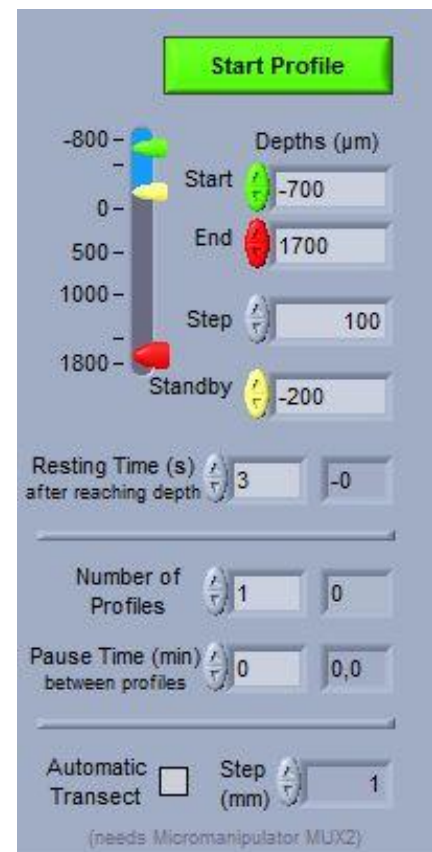 Start Profile
-800
Depths (µm)
Start
-700
0
End
1700
500
1000
Step
100
1800
Standby
-200
Resting Time (s)
after reaching depth
3
-0
Number of
Profiles
1
0
Pause Time (min)
between profiles
0
0,0
Automatic
Transect
Step
(mm)
1
(needs Micromanipulator MUX2)